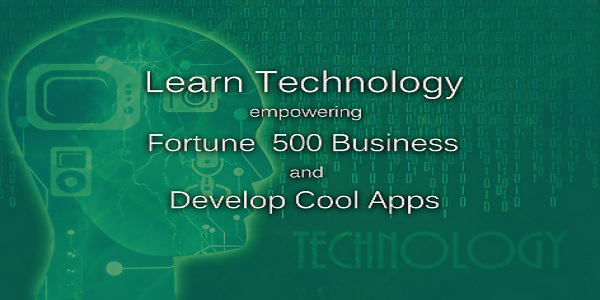 Learn Technology
empowering
Fortune 500 Business
and
Develop Cool Apps
TECHNOLOGY